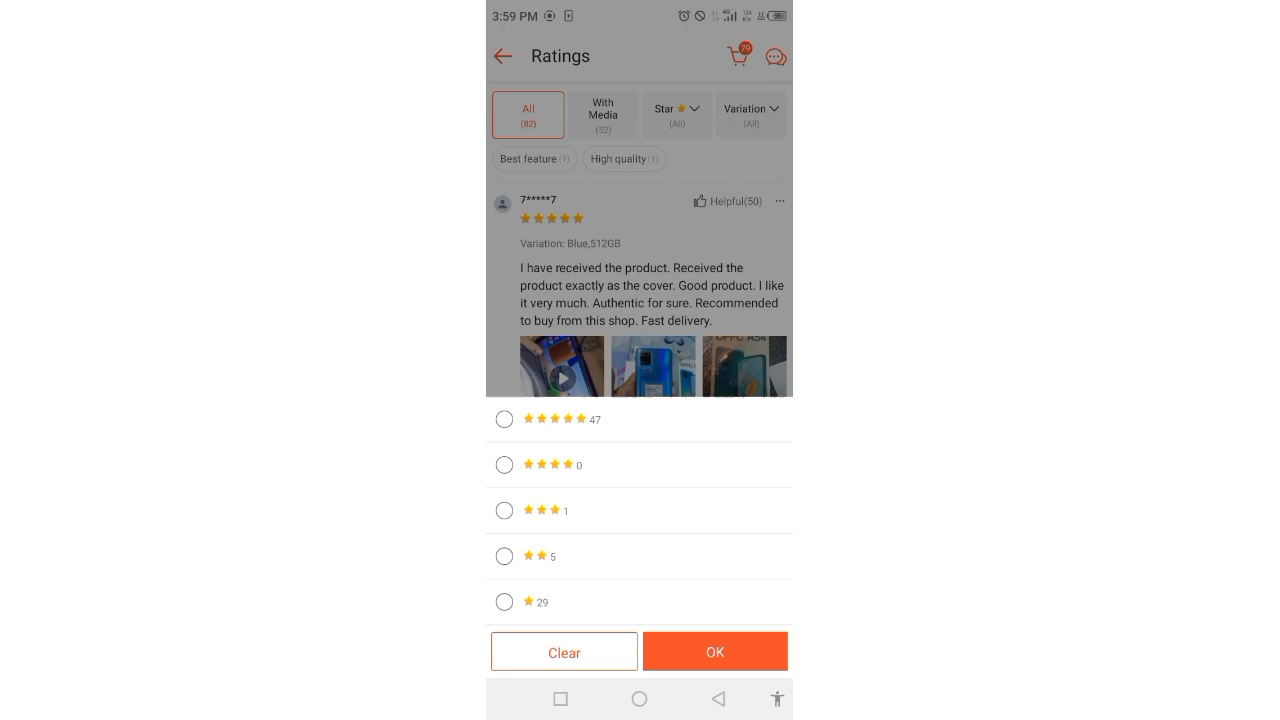 3:59 PM
4G
Ratings
79
All
(82)
With
Media
(52)
Star
(All)
Variation
(All)
Best feature (1)
High quality (1)
7*****7
Helpful(50)
Variation: Blue,512GB
I have received the product. Received the
product exactly as the cover. Good product. I like
it very much. Authentic for sure. Recommended
to buy from this shop. Fast delivery.
OPPO A54
47
0
1
5
29
Clear
OK